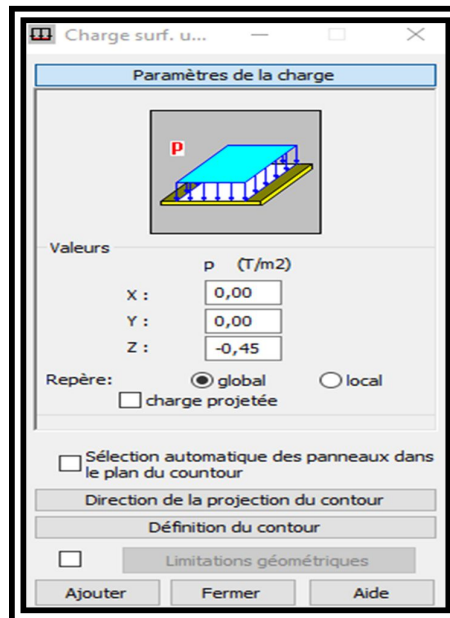 Charge surf. u...
Paramètres de la charge
P
Valeurs
p (T/m2)
X : 0,00
Y : 0,00
Z : -0,45
Repère: global local
charge projetée
Sélection automatique des panneaux dans
le plan du countour
Direction de la projection du contour
Définition du contour
Limitations géométriques
Ajouter Fermer Aide